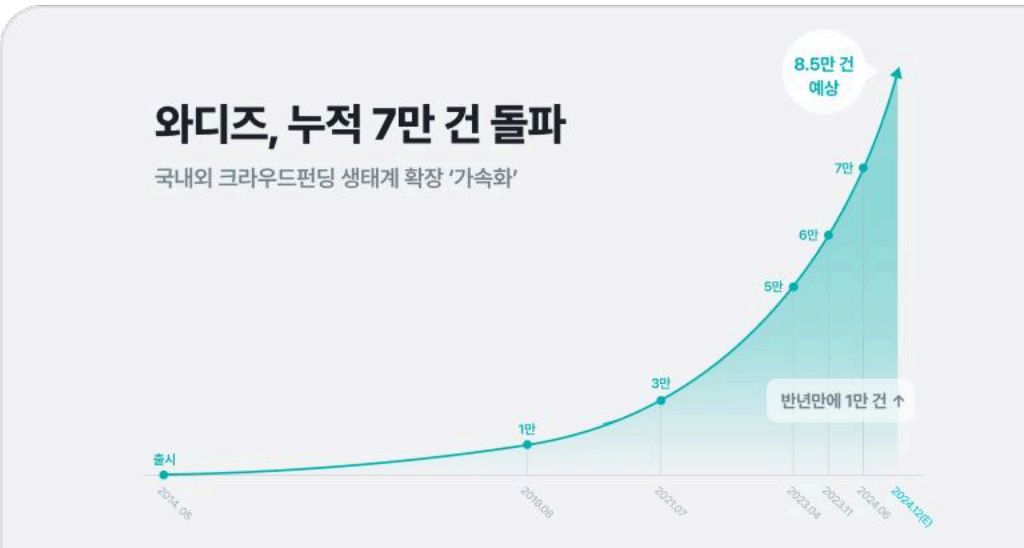 8.5만 건
예상
와디즈, 누적 7만 건 돌파
국내외 크라우드펀딩 생태계 확장 ‘가속화’
7만
6만
5만
3만
반년만에 1만 건 ↑
1만
출시
2014. 05
2019.08
2021.07
2023.04
2023.11
2024.06
2024.12(E)